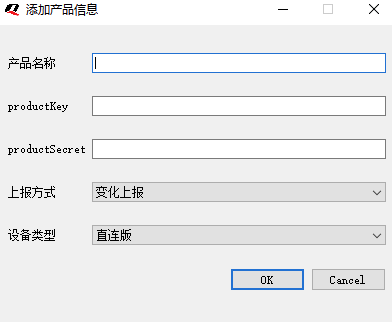 添加产品信息
产品名称
productKey
productSecret
上报方式 变化上报
设备类型 直连版
OK Cancel